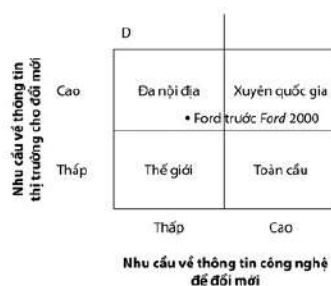 D
Nhu cầu về thông tin
thị trường cho đổi mới
Cao
Đa nội địa
Xuyên quốc gia
• Ford trước Ford 2000
Thấp
Thế giới
Toàn cầu
Thấp
Cao
Nhu cầu về thông tin công nghệ
để đổi mới